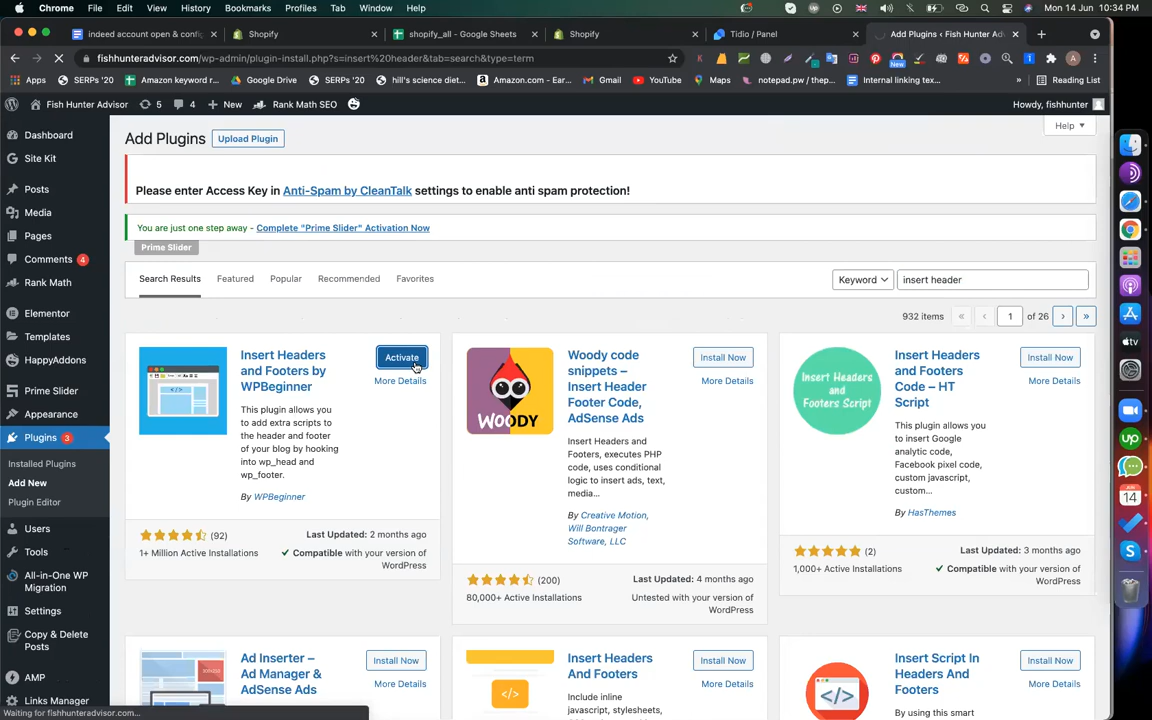 Chrome File Edit View History Bookmarks Profiles Tab Window Help Mon 14 Jun 10:34 PM
indeed account open & config Shopify shopify_all - Google Sheets Shopify Tidio / Panel Add Plugins ‹ Fish Hunter Adv
fishhunteradvisor.com/wp-admin/plugin-install.php?s=insert%20header&tab=search&type=term
Apps SERPs '20 Amazon keyword r... Google Drive SERPs '20 hill's science diet... Amazon.com - Ear... Gmail YouTube Maps notepad.pw / thep... Internal linking tex... » Reading List
Fish Hunter Advisor 5 4 + New Rank Math SEO Howdy, fishhunter
Help
Add Plugins Upload Plugin
Please enter Access Key in Anti-Spam by CleanTalk settings to enable anti spam protection!
You are just one step away - Complete "Prime Slider" Activation Now
Prime Slider
Search Results Featured Popular Recommended Favorites Keyword insert header
932 items « ‹ 1 of 26 › »
Dashboard
Site Kit
Posts
Media
Pages
Comments 4
Rank Math
Elementor
Templates
HappyAddons
Prime Slider
Appearance
Plugins 3
Installed Plugins
Add New
Plugin Editor
Users
Tools
All-in-One WP
Migration
Settings
Copy & Delete
Posts
AMP
Links Manager
Waiting for fishhunteradvisor.com...
Insert Headers
and Footers by
WPBeginner
Activate
More Details
This plugin allows you
to add extra scripts to
the header and footer
of your blog by hooking
into wp_head and
wp_footer.
By WPBeginner
(92)
Last Updated: 2 months ago
1+ Million Active Installations
✓ Compatible with your version of
WordPress
WOODY
Woody code
snippets –
Insert Header
Footer Code,
AdSense Ads
Install Now
More Details
Insert Headers and
Footers, executes PHP
code, uses conditional
logic to insert ads, text,
media...
By Creative Motion,
Will Bontrager
Software, LLC
(200)
Last Updated: 4 months ago
80,000+ Active Installations
Untested with your version of
WordPress
Insert Headers
and
Footers Script
Insert Headers
and Footers
Code – HT
Script
Install Now
More Details
This plugin allows you
to insert Google
analytic code,
Facebook pixel code,
custom javascript,
custom...
By HasThemes
(2)
Last Updated: 3 months ago
1,000+ Active Installations
✓ Compatible with your version of
WordPress
Ad Inserter –
Ad Manager &
AdSense Ads
Install Now
More Details
Insert Headers
And Footers
Install Now
More Details
Include inline
javascript, stylesheets,
Insert Script In
Headers And
Footers
Install Now
More Details
By using this smart
tv
JUN
14
up